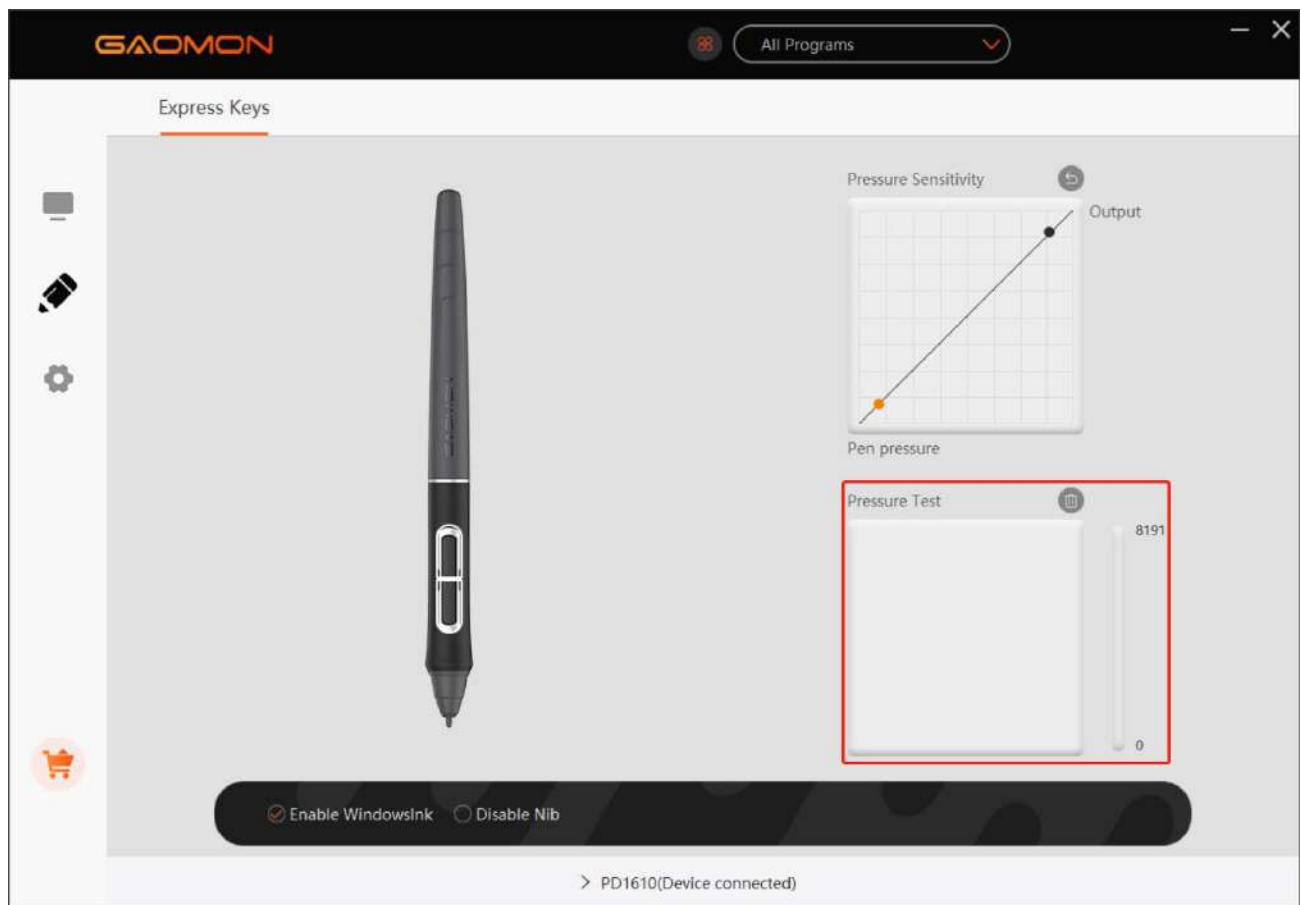 GAOMON
All Programs
Express Keys
Pressure Sensitivity
Output
Pen pressure
Pressure Test
8191
0
GAOMON
Enable WindowsInk
Disable Nib
PD1610(Device connected)